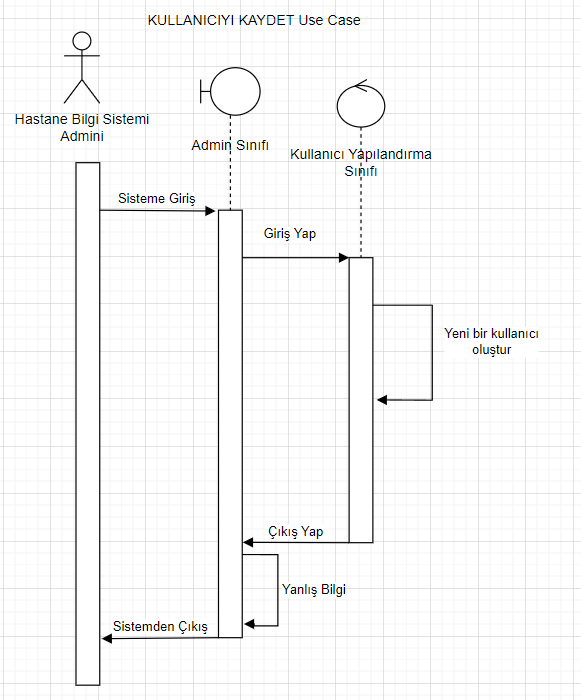 KULLANICIYI KAYDET Use Case
Hastane Bilgi Sistemi
Admini
Admin Sınıfı
Kullanıcı Yapılandırma
Sınıfı
Sisteme Giriş
Giriş Yap
Yeni bir kullanıcı
oluştur
Çıkış Yap
Yanlış Bilgi
Sistemden Çıkış